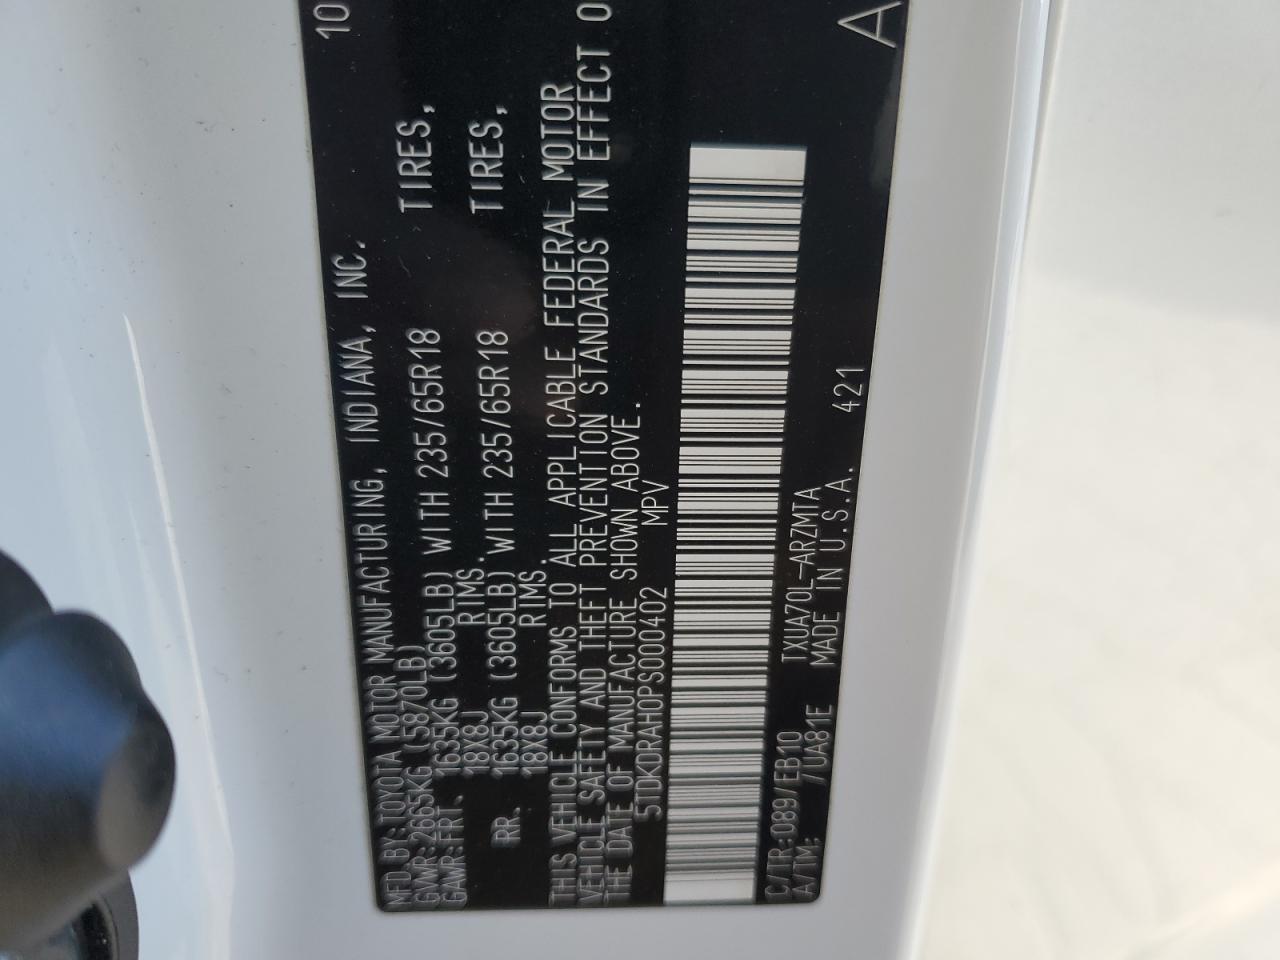 MFD. BY: TOYOTA MOTOR MANUFACTURING, INDIANA, INC. 10
GVWR: 2665KG (5870LB)
GAWR: FRT. 1635KG (3605LB) WITH 235/65R18 TIRES,
18X8J RIMS.
RR. 1635KG (3605LB) WITH 235/65R18 TIRES,
18X8J RIMS.
THIS VEHICLE CONFORMS TO ALL APPLICABLE FEDERAL MOTOR
VEHICLE SAFETY AND THEFT PREVENTION STANDARDS IN EFFECT O
THE DATE OF MANUFACTURE SHOWN ABOVE.
5TDKDRAH0PS000402 MPV
C/TR: 089/EB10 TXUA70L-ARZMTA
A/TM: /UA81E MADE IN U.S.A. 421 A